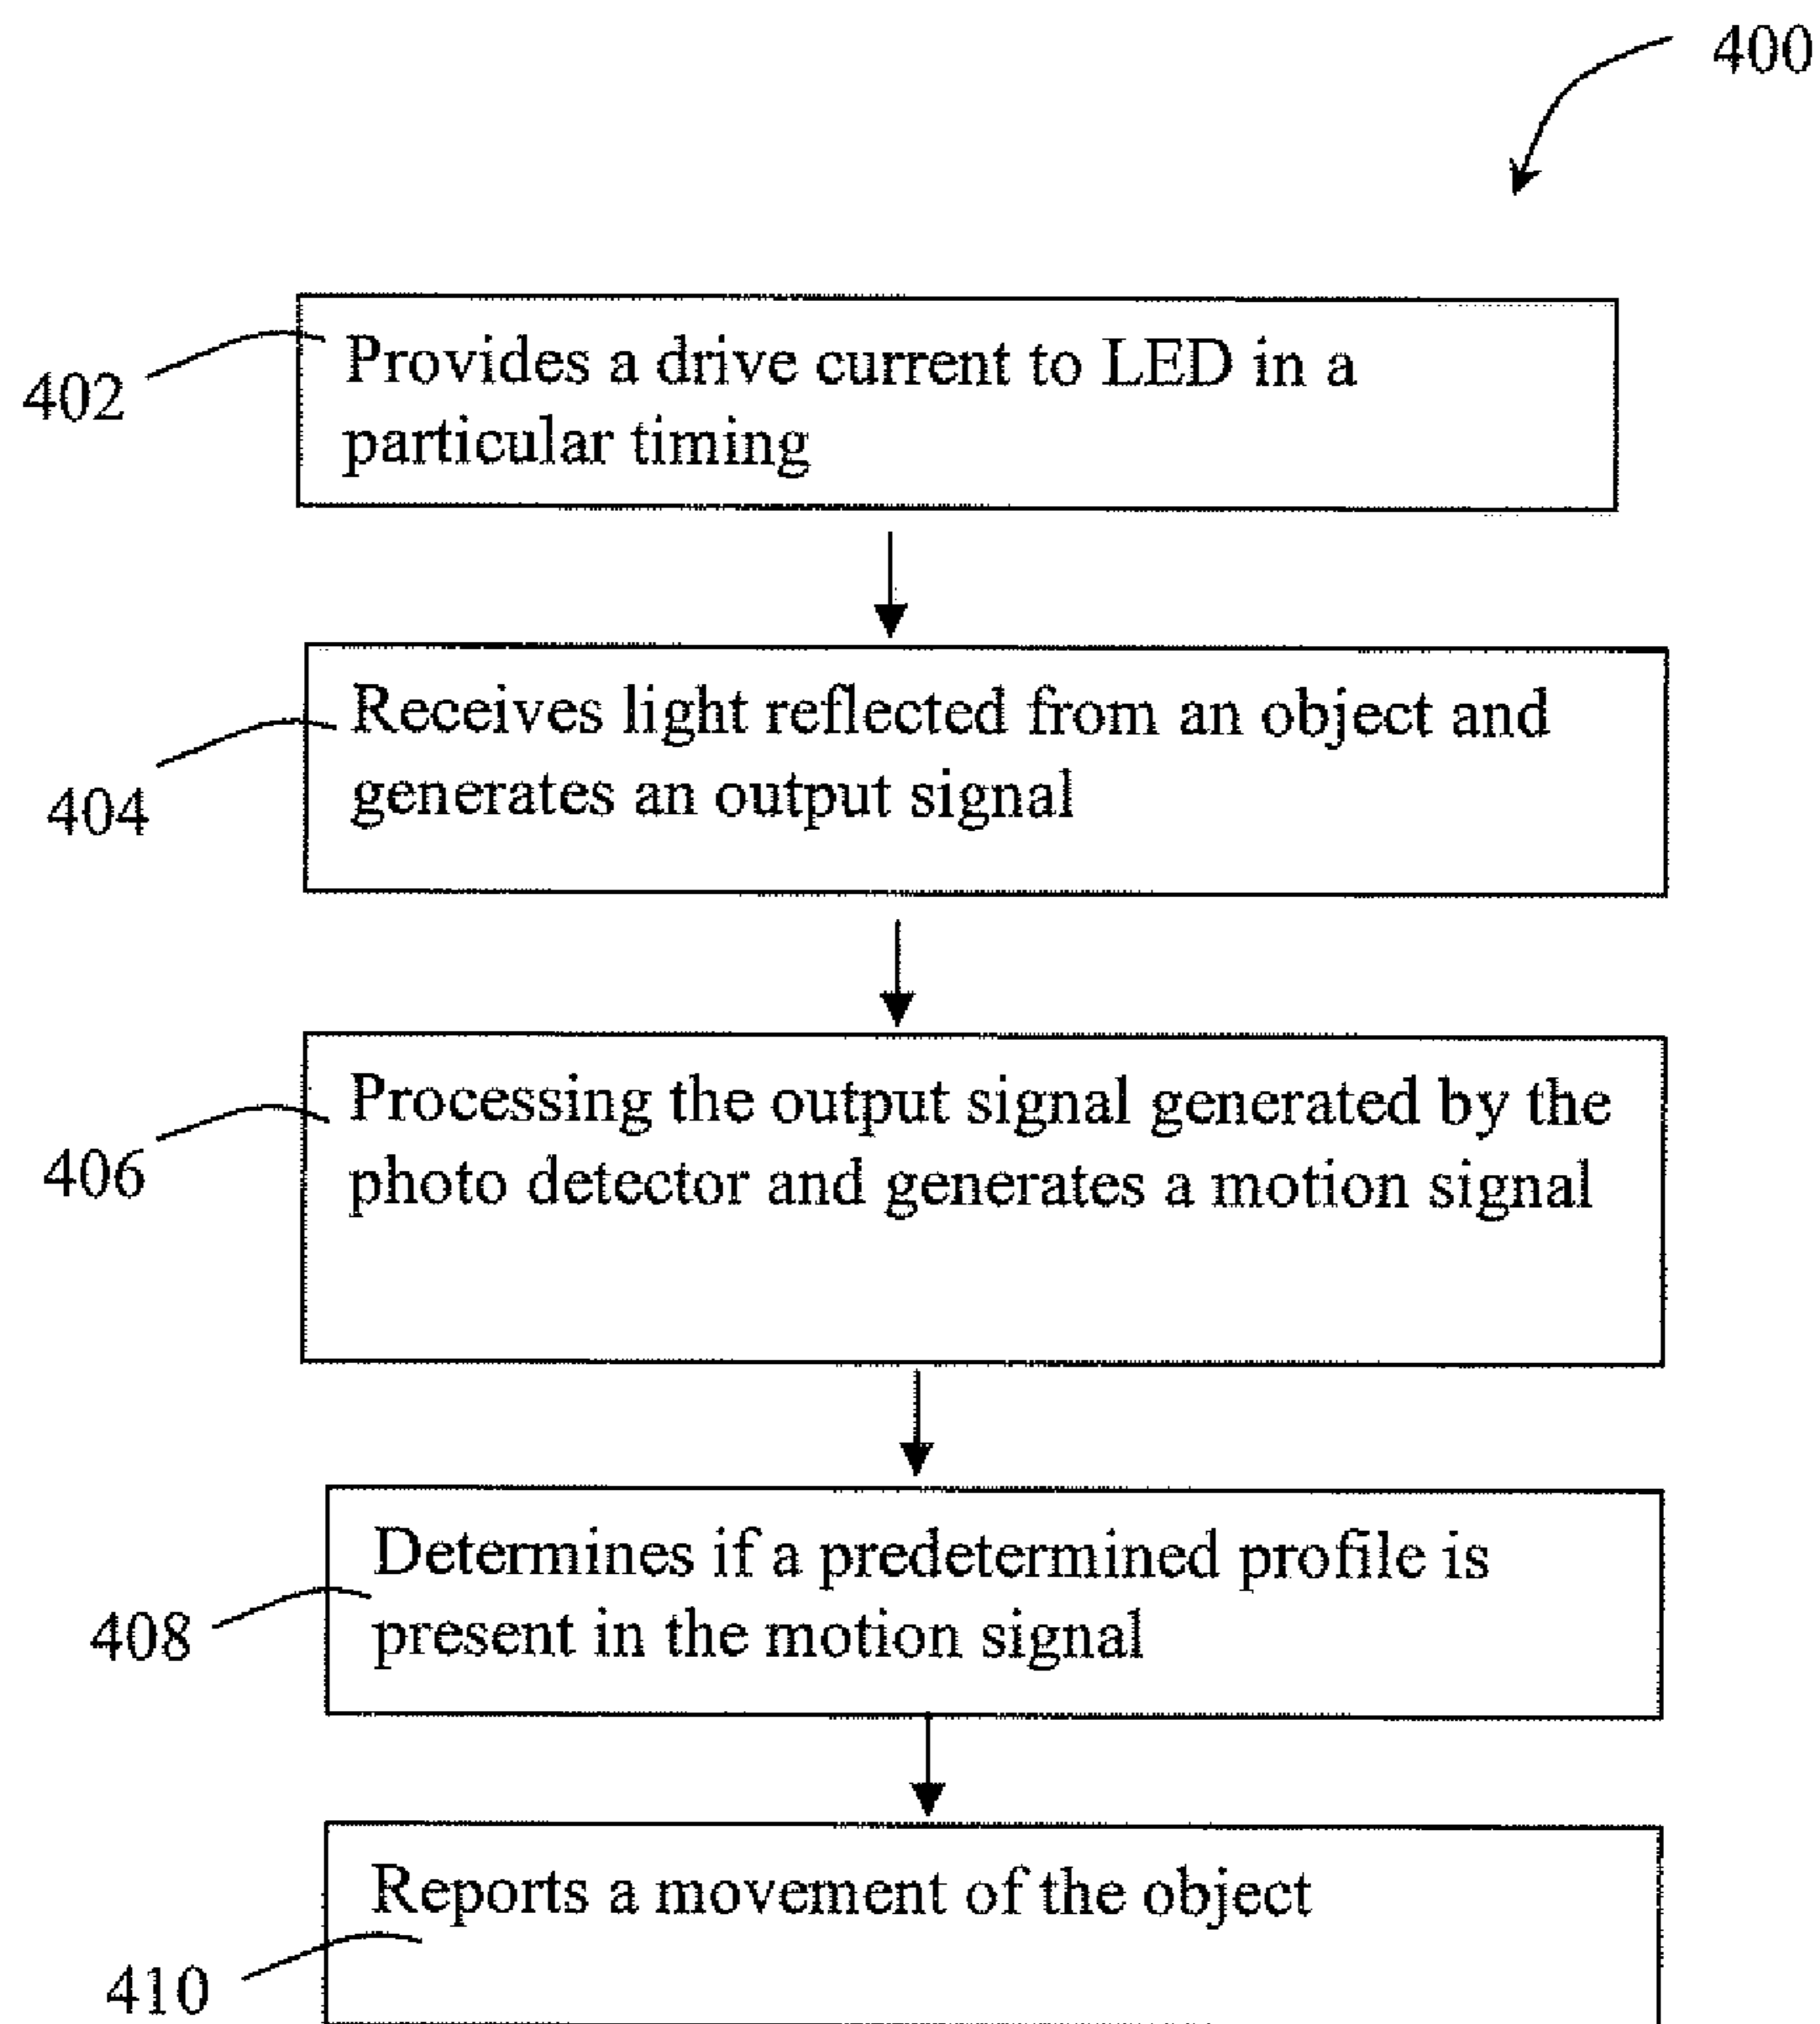 400
402
Provides a drive current to LED in a
particular timing
404
Receives light reflected from an object and
generates an output signal
406
Processing the output signal generated by the
photo detector and generates a motion signal
408
Determines if a predetermined profile is
present in the motion signal
410
Reports a movement of the object